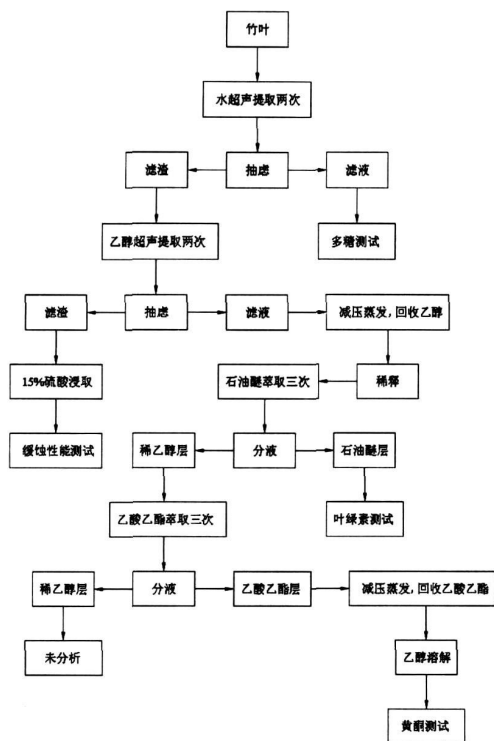 竹叶
水超声提取两次
滤渣
抽虑
滤液
乙醇超声提取两次
多糖测试
滤渣
抽虑
滤液
减压蒸发,回收乙醇
15%硫酸浸取
石油醚萃取三次
稀释
缓蚀性能测试
稀乙醇层
分液
石油醚层
乙酸乙酯萃取三次
叶绿素测试
稀乙醇层
分液
乙酸乙酯层
减压蒸发,回收乙酸乙酯
未分析
乙醇溶解
黄酮测试